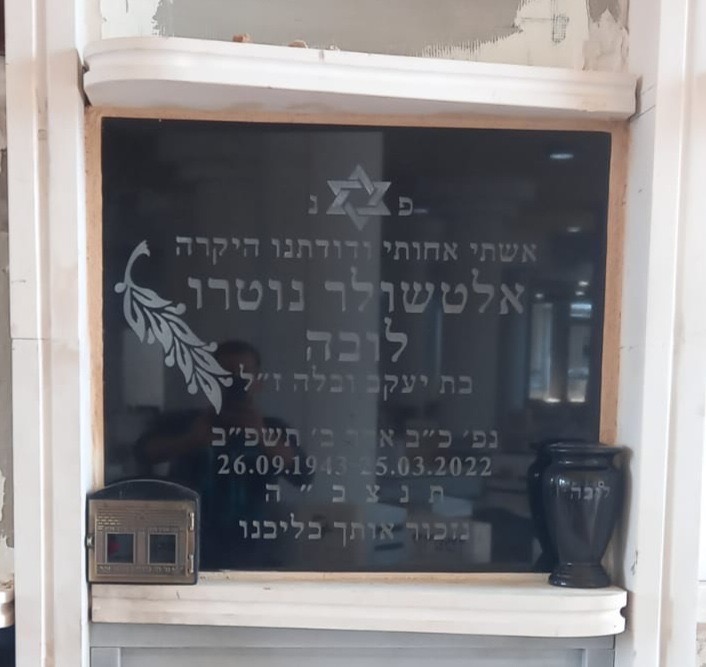 פ נ
אשתי אחותי ודודתנו היקרה
אלטשולר נוטרו
לובה
בת יעקב ובלה ז״ל
נפ׳ כ״ב אדר ב׳ תשפ״ב
26.09.1943-25.03.2022
ת נ צ ב ״ ה
נזכור אותך בליבנו
לובה